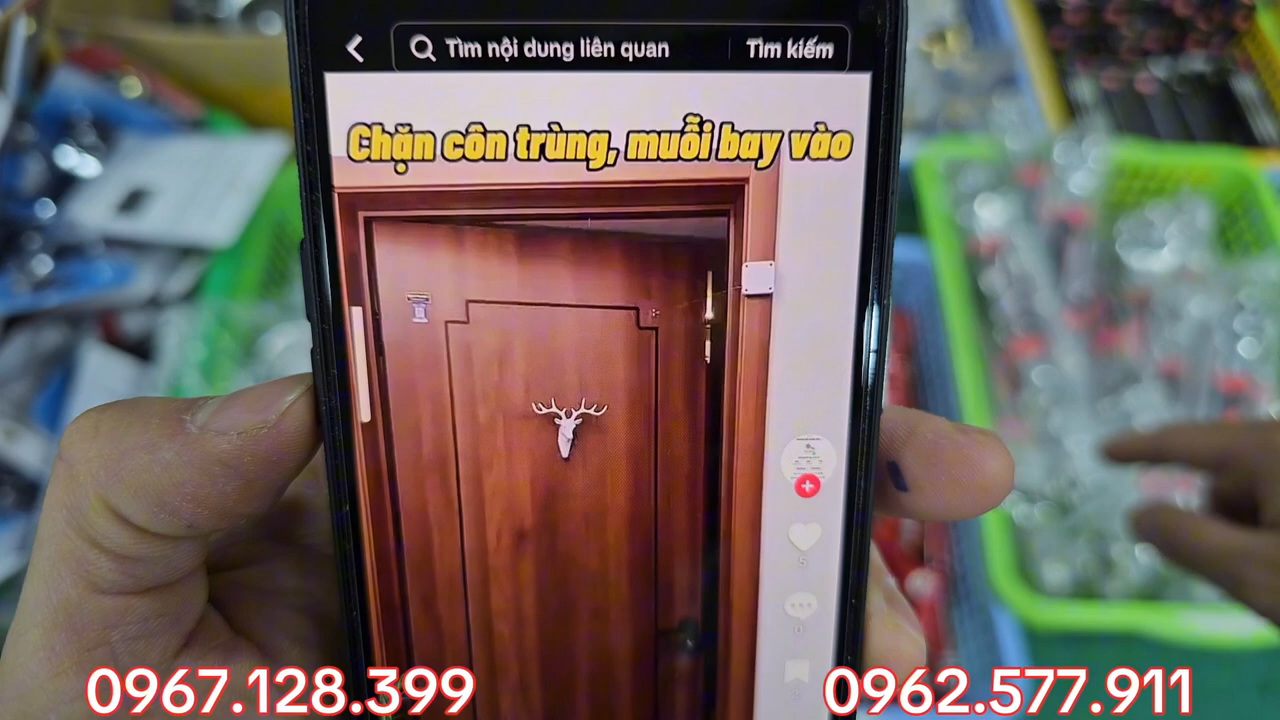 Tìm nội dung liên quan
Tìm kiếm
Chặn côn trùng, muỗi bay vào
5
0967.128.399
0962.577.911